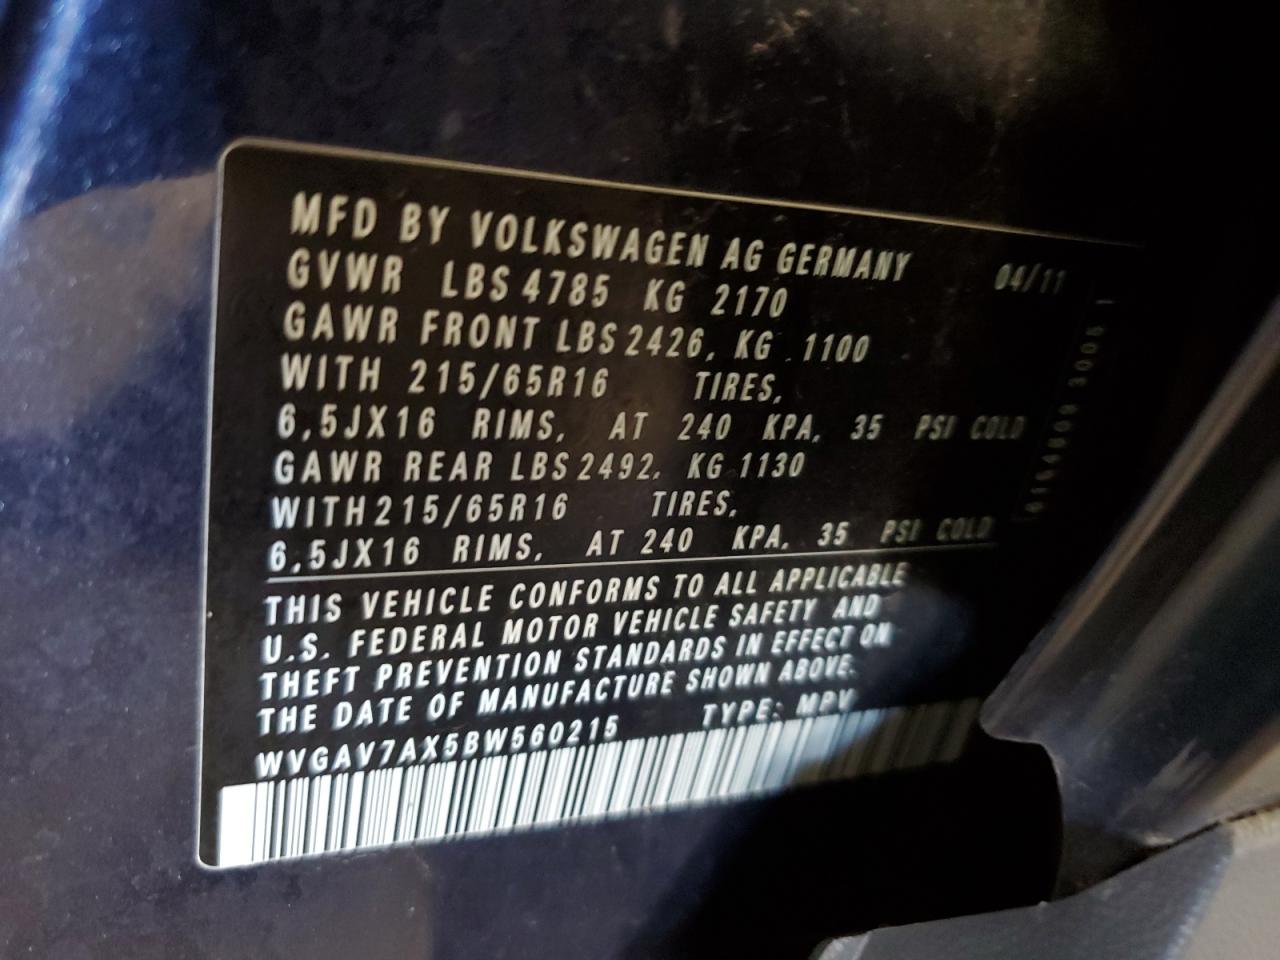 MFD BY VOLKSWAGEN AG GERMANY 04/11
GVWR LBS 4785 KG 2170
GAWR FRONT LBS 2426, KG 1100
WITH 215/65R16 TIRES,
6,5JX16 RIMS, AT 240 KPA, 35 PSI COLD
GAWR REAR LBS 2492, KG 1130
WITH 215/65R16 TIRES,
6,5JX16 RIMS, AT 240 KPA, 35 PSI COLD
THIS VEHICLE CONFORMS TO ALL APPLICABLE
U.S. FEDERAL MOTOR VEHICLE SAFETY AND
THEFT PREVENTION STANDARDS IN EFFECT ON
THE DATE OF MANUFACTURE SHOWN ABOVE.
WVGAV7AX5BW560215 TYPE: MPV